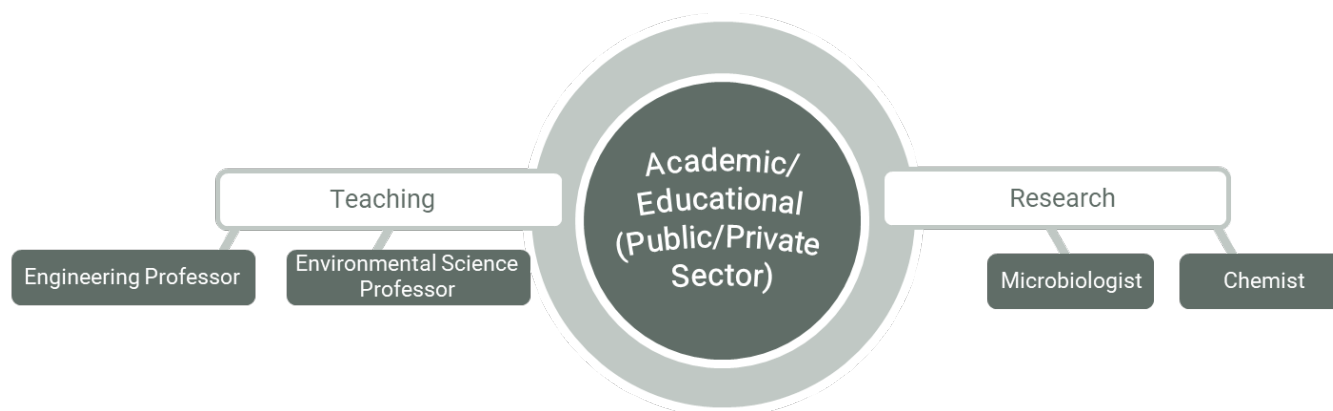 Academic/
Educational
(Public/Private
Sector)
Teaching
Engineering Professor
Environmental Science
Professor
Research
Microbiologist
Chemist